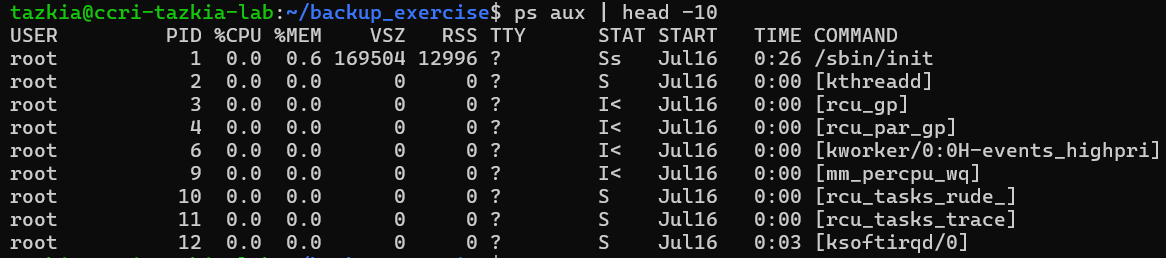 tazkia@ccri-tazkia-lab:~/backup_exercise$ ps aux | head -10
USER         PID %CPU %MEM    VSZ   RSS TTY      STAT START   TIME COMMAND
root           1  0.0  0.6 169504 12996 ?        Ss   Jul16   0:26 /sbin/init
root           2  0.0  0.0      0     0 ?        S    Jul16   0:00 [kthreadd]
root           3  0.0  0.0      0     0 ?        I<   Jul16   0:00 [rcu_gp]
root           4  0.0  0.0      0     0 ?        I<   Jul16   0:00 [rcu_par_gp]
root           6  0.0  0.0      0     0 ?        I<   Jul16   0:00 [kworker/0:0H-events_highpri]
root           9  0.0  0.0      0     0 ?        I<   Jul16   0:00 [mm_percpu_wq]
root          10  0.0  0.0      0     0 ?        S    Jul16   0:00 [rcu_tasks_rude_]
root          11  0.0  0.0      0     0 ?        S    Jul16   0:00 [rcu_tasks_trace]
root          12  0.0  0.0      0     0 ?        S    Jul16   0:03 [ksoftirqd/0]